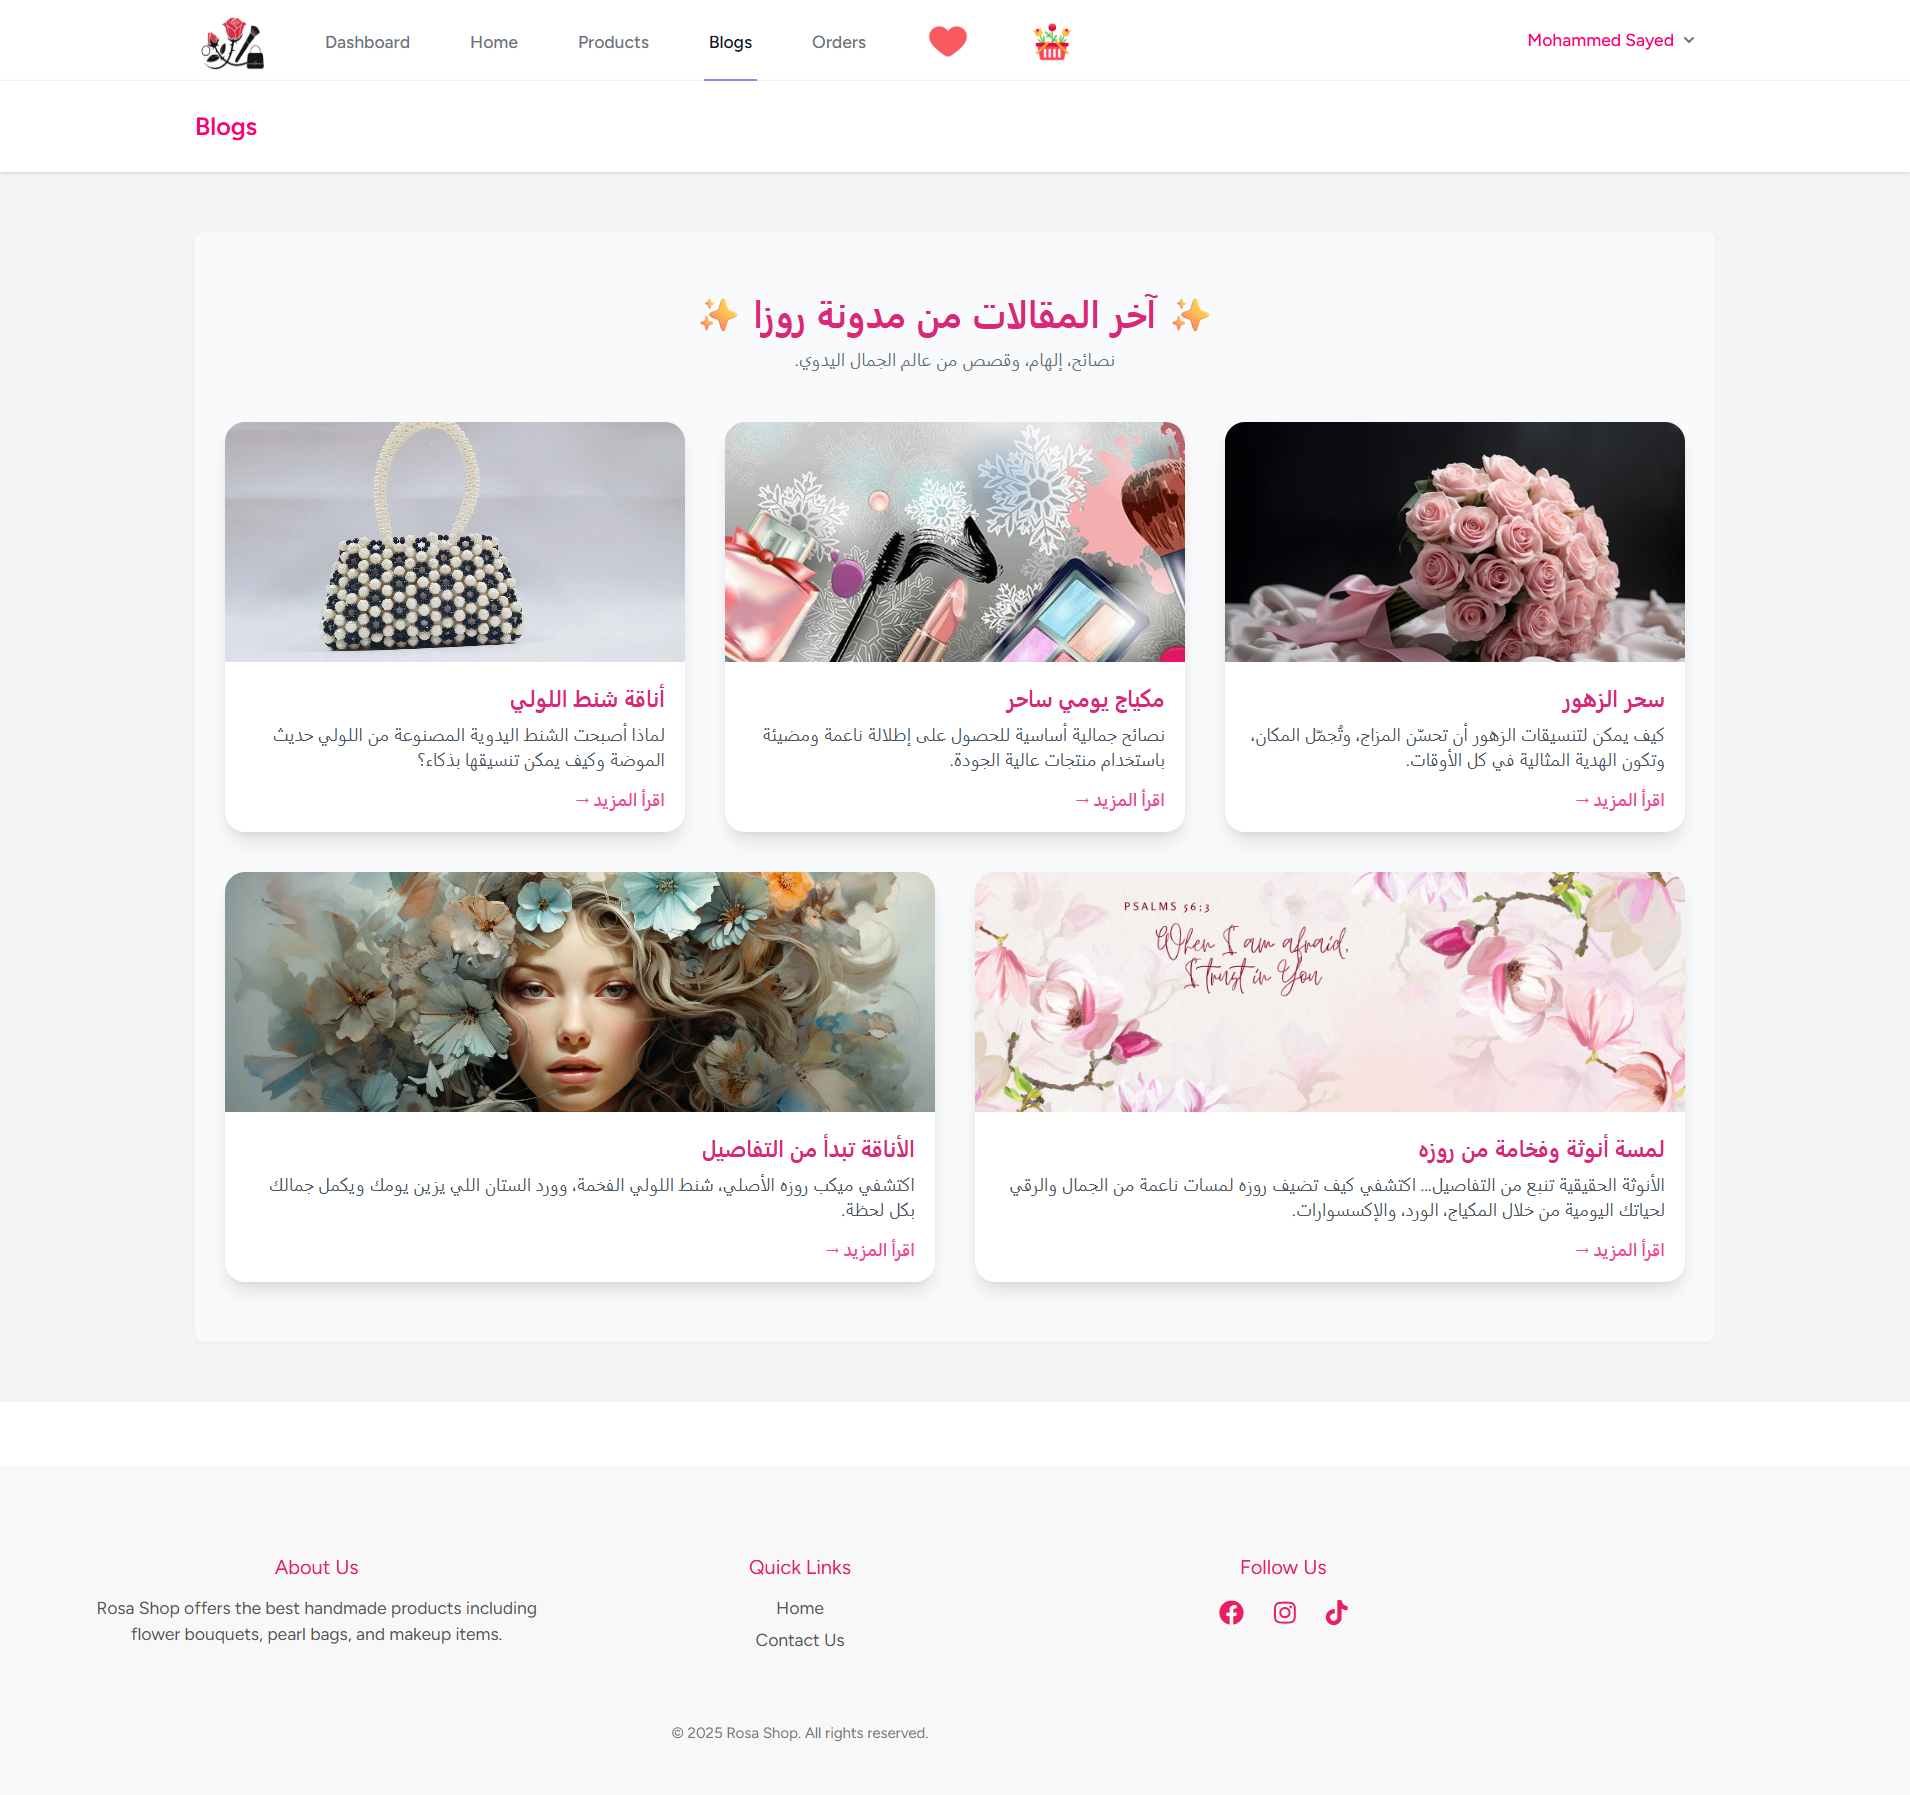 Dashboard
Home
Products
Blogs
Orders
Mohammed Sayed
Blogs
✨ آخر المقالات من مدونة روزا ✨
نصائح، إلهام، وقصص من عالم الجمال اليدوي.
سحر الزهور
كيف يمكن لتنسيقات الزهور أن تحسّن المزاج، وتُجمّل المكان،
وتكون الهدية المثالية في كل الأوقات.
اقرأ المزيد →
مكياج يومي ساحر
نصائح جمالية أساسية للحصول على إطلالة ناعمة ومضيئة
باستخدام منتجات عالية الجودة.
اقرأ المزيد →
أناقة شنط اللولي
لماذا أصبحت الشنط اليدوية المصنوعة من اللولي حديث
الموضة وكيف يمكن تنسيقها بذكاء؟
اقرأ المزيد →
PSALMS 56:3
When I am afraid,
I trust in You
لمسة أنوثة وفخامة من روزه
الأنوثة الحقيقية تنبع من التفاصيل... اكتشفي كيف تضيف روزه لمسات ناعمة من الجمال والرقي
لحياتك اليومية من خلال المكياج، الورد، والإكسسوارات.
اقرأ المزيد →
الأناقة تبدأ من التفاصيل
اكتشفي ميكب روزه الأصلي، شنط اللولي الفخمة، وورد الستان اللي يزين يومك ويكمل جمالك
بكل لحظة.
اقرأ المزيد →
About Us
Rosa Shop offers the best handmade products including
flower bouquets, pearl bags, and makeup items.
Quick Links
Home
Contact Us
Follow Us
© 2025 Rosa Shop. All rights reserved.